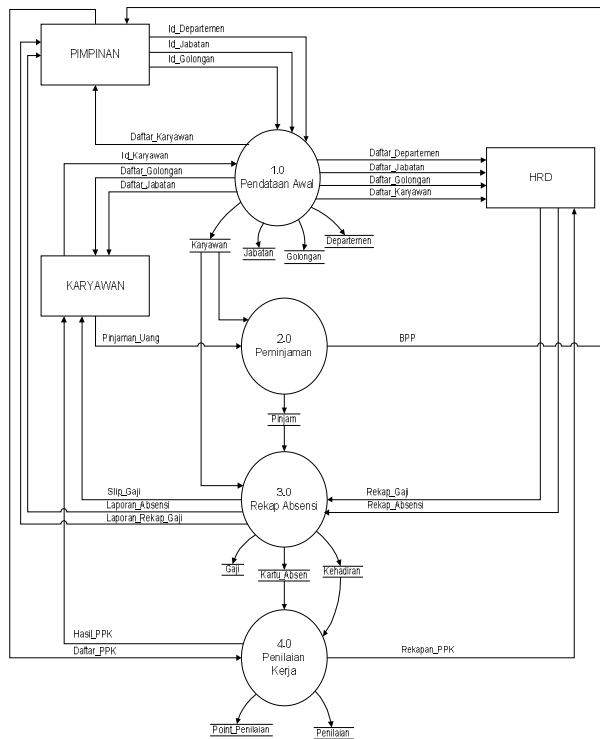 Id_Departemen
Id_Jabatan
Id_Golongan
PIMPINAN
Daftar_Karyawan
Id_Karyawan
Daftar_Golongan
Daftar_Jabatan
1.0
Pendataan Awal
Daftar_Departemen
Daftar_Jabatan
Daftar_Golongan
Daftar_Karyawan
HRD
Karyawan
Jabatan
Golongan
Departemen
KARYAWAN
Pinjaman_Uang
2.0
Peminjaman
BPP
Pinjam
3.0
Rekap Absensi
Slip_Gaji
Laporan_Absensi
Laporan_Rekap_Gaji
Rekap_Gaji
Rekap_Absensi
Gaji
Kartu_Absen
Kehadiran
Hasil_PPK
Daftar_PPK
4.0
Penilaian
Kerja
Rekapan_PPK
Point_Penilaian
Penilaian